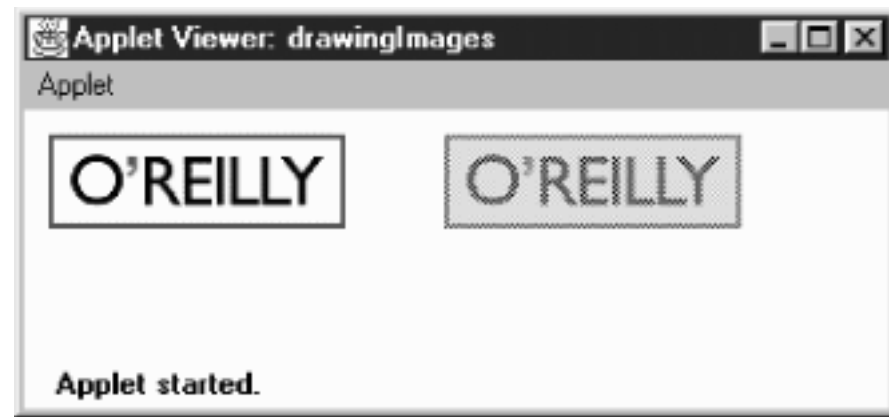 Applet Viewer: drawingImages
Applet
O'REILLY O'REILLY
Applet started.